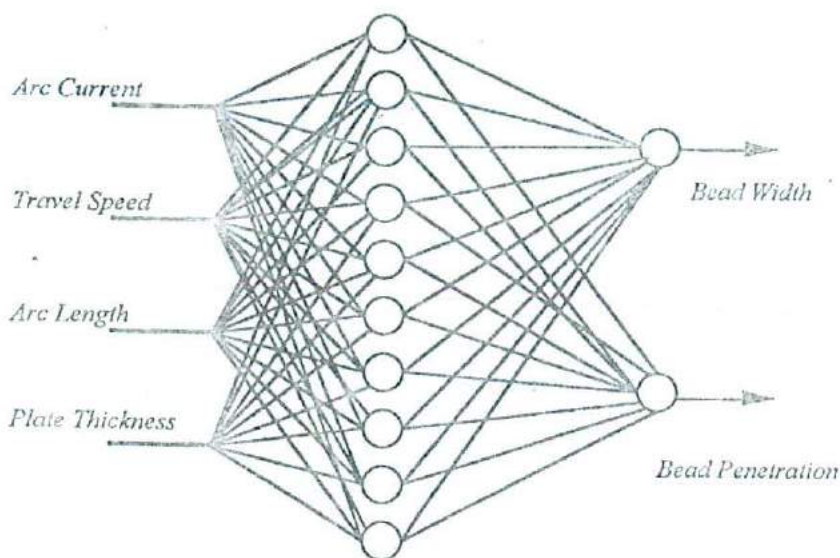 Arc Current
Travel Speed
Bead Width
Arc Length
Plate Thickness
Bead Penetration